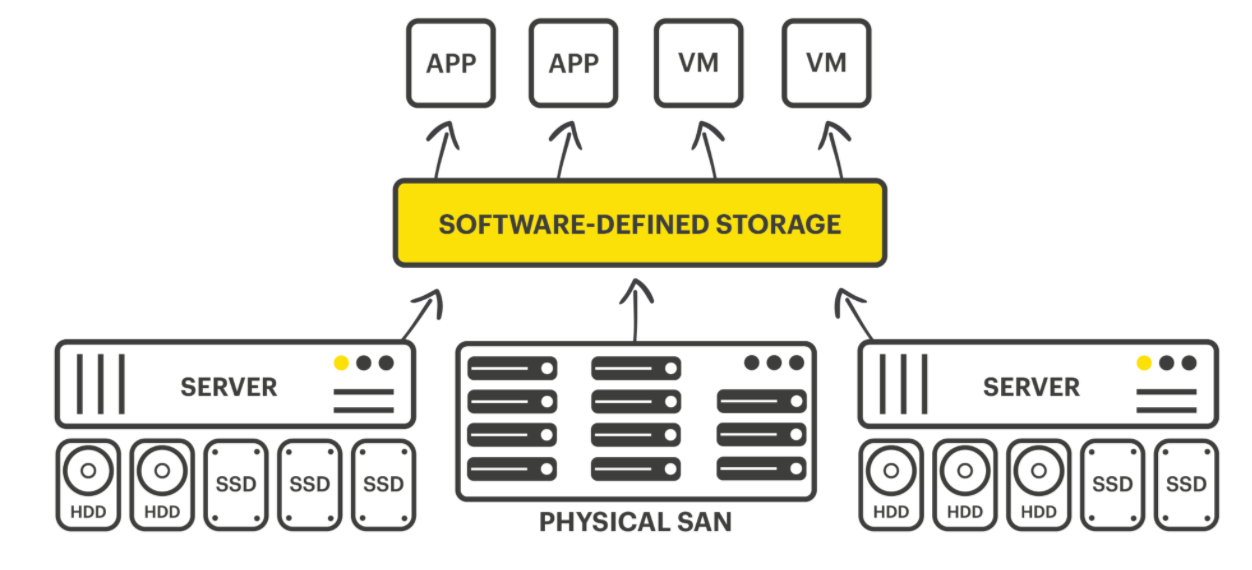 APP APP VM VM
SOFTWARE-DEFINED STORAGE
SERVER SERVER
HDD HDD SSD SSD SSD HDD HDD HDD SSD SSD
PHYSICAL SAN